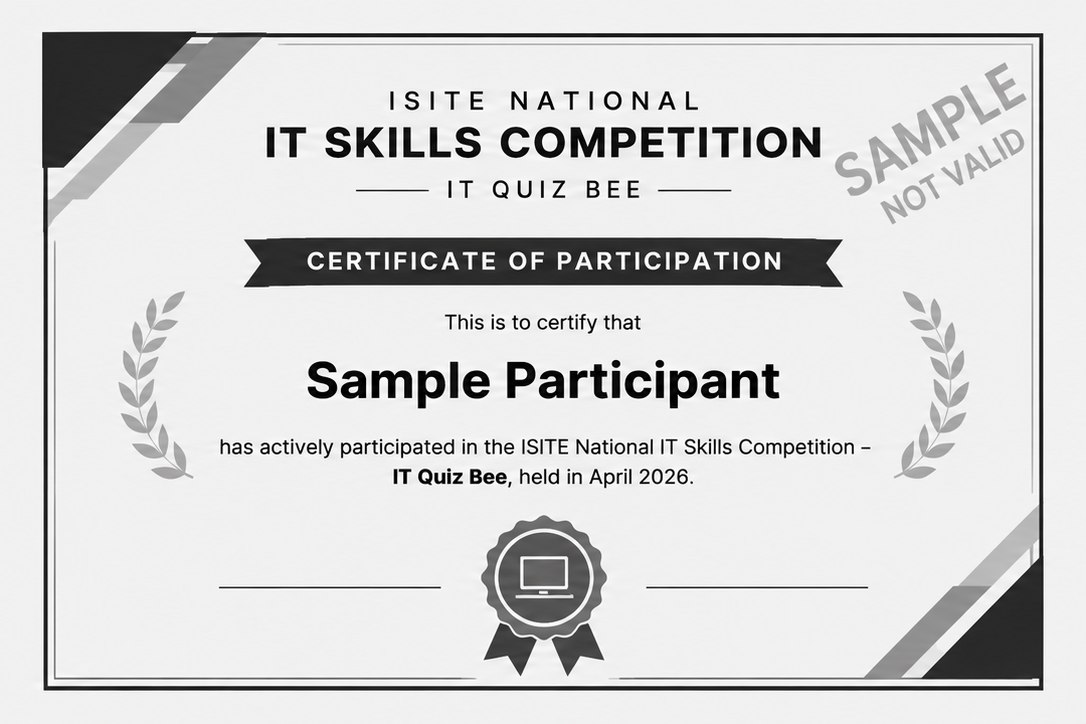 ISITE NATIONAL
IT SKILLS COMPETITION
IT QUIZ BEE
SAMPLE
NOT VALID
CERTIFICATE OF PARTICIPATION
This is to certify that
Sample Participant
has actively participated in the ISITE National IT Skills Competition –
IT Quiz Bee, held in April 2026.